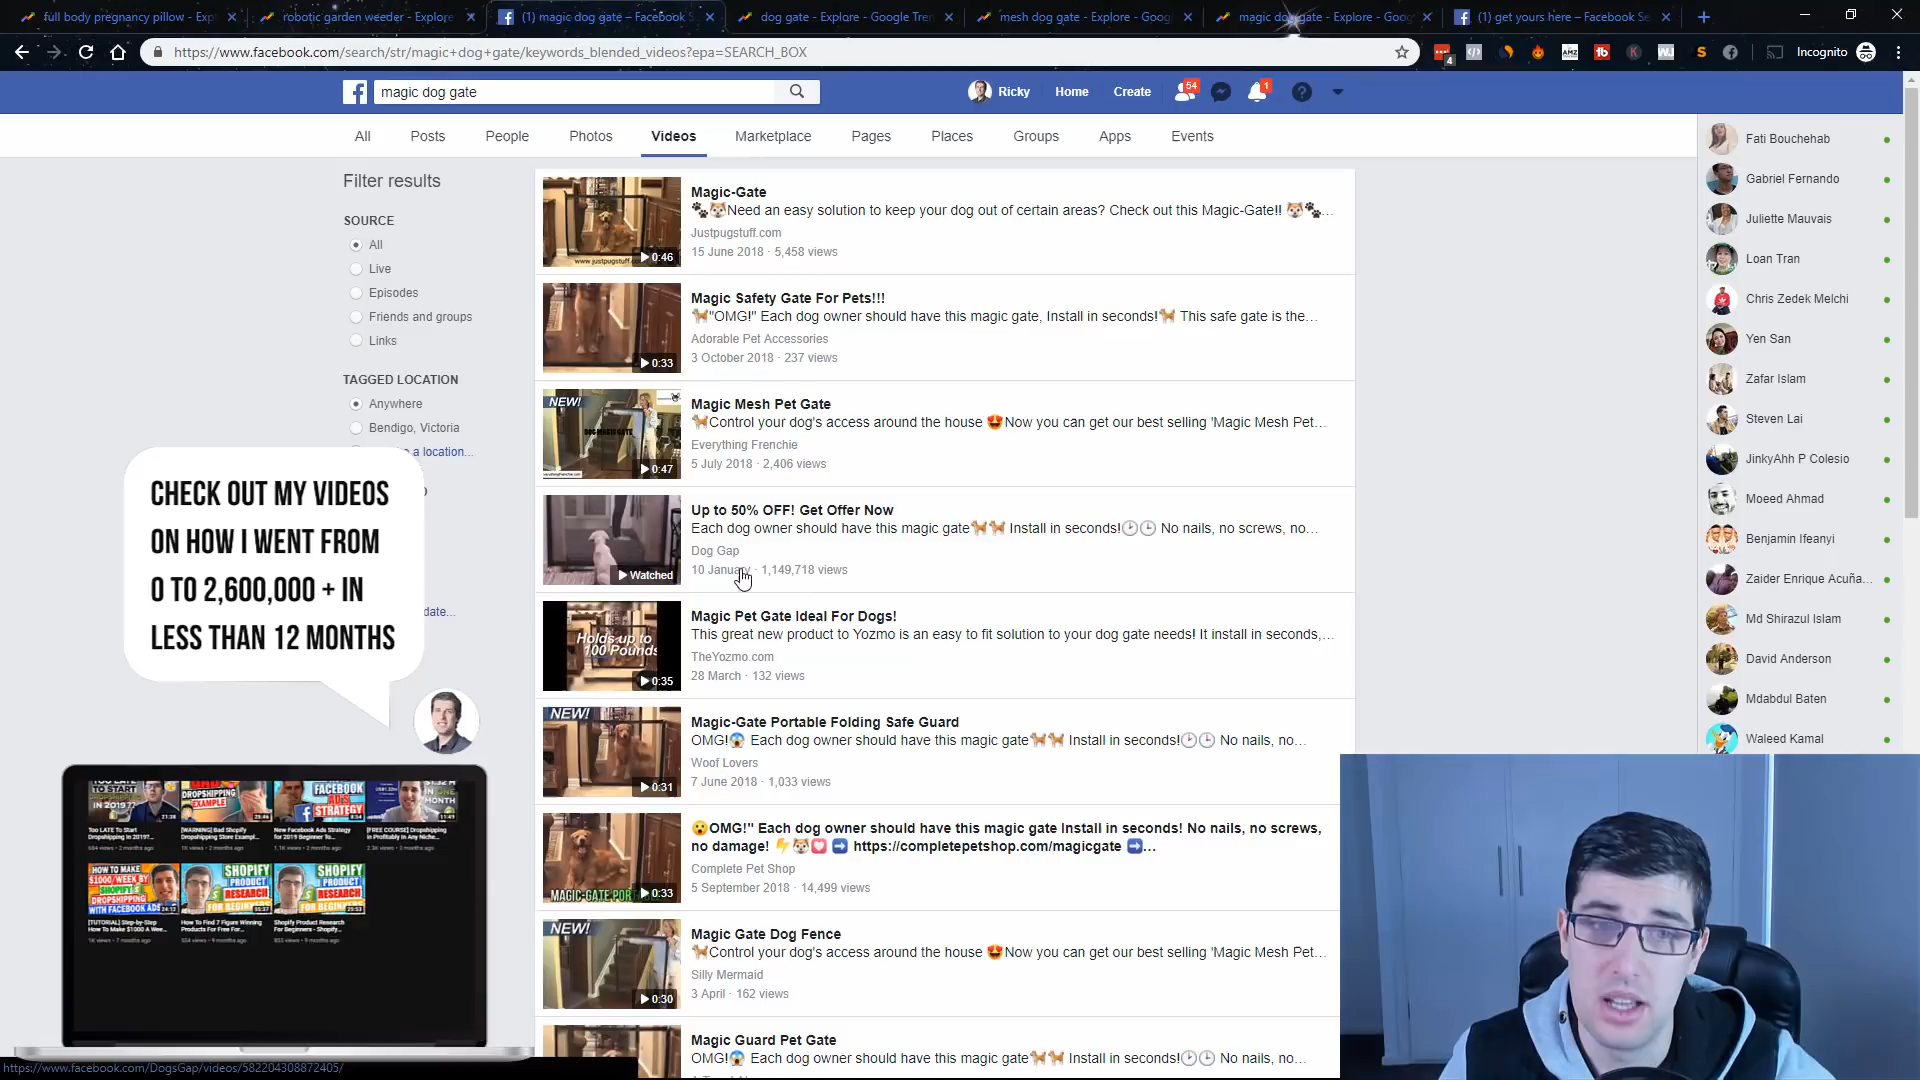 full body pregnancy pillow - Exp
robotic garden weeder - Explore
(1) magic dog gate – Facebook S
dog gate - Explore - Google Tren
mesh dog gate - Explore - Goog
magic dog gate - Explore - Goog
(1) get yours here – Facebook Se
https://www.facebook.com/search/str/magic+dog+gate/keywords_blended_videos?epa=SEARCH_BOX
4
AMZ
Incognito
magic dog gate
Ricky
Home
Create
54
1
All
Posts
People
Photos
Videos
Marketplace
Pages
Places
Groups
Apps
Events
Filter results
SOURCE
All
Live
Episodes
Friends and groups
Links
TAGGED LOCATION
Anywhere
Bendigo, Victoria
a location...
date...
CHECK OUT MY VIDEOS
ON HOW I WENT FROM
0 TO 2,600,000 + IN
LESS THAN 12 MONTHS
Magic-Gate
Need an easy solution to keep your dog out of certain areas? Check out this Magic-Gate!! ...
Justpugstuff.com
15 June 2018 · 5,458 views
0:46
Magic Safety Gate For Pets!!!
"OMG!" Each dog owner should have this magic gate, Install in seconds! This safe gate is the...
Adorable Pet Accessories
3 October 2018 · 237 views
0:33
NEW!
Magic Mesh Pet Gate
Control your dog's access around the house Now you can get our best selling 'Magic Mesh Pet...
Everything Frenchie
5 July 2018 · 2,406 views
0:47
Up to 50% OFF! Get Offer Now
Each dog owner should have this magic gate Install in seconds! No nails, no screws, no...
Dog Gap
10 January · 1,149,718 views
Watched
Magic Pet Gate Ideal For Dogs!
This great new product to Yozmo is an easy to fit solution to your dog gate needs! It install in seconds,...
TheYozmo.com
28 March · 132 views
Holds up to
100 Pounds
0:35
NEW!
Magic-Gate Portable Folding Safe Guard
OMG! Each dog owner should have this magic gate Install in seconds! No nails, no...
Woof Lovers
7 June 2018 · 1,033 views
0:31
OMG!" Each dog owner should have this magic gate Install in seconds! No nails, no screws,
no damage! https://completepetshop.com/magicgate ...
Complete Pet Shop
5 September 2018 · 14,499 views
MAGIC-GATE POR
0:33
NEW!
Magic Gate Dog Fence
Control your dog's access around the house Now you can get our best selling 'Magic Mesh Pet...
Silly Mermaid
3 April · 162 views
0:30
Magic Guard Pet Gate
OMG! Each dog owner should have this magic gate Install in seconds! No nails, no...
Fati Bouchehab
Gabriel Fernando
Juliette Mauvais
Loan Tran
Chris Zedek Melchi
Yen San
Zafar Islam
Steven Lai
JinkyAhh P Colesio
Moeed Ahmad
Benjamin Ifeanyi
Zaider Enrique Acuña...
Md Shirazul Islam
David Anderson
Mdabdul Baten
Waleed Kamal
https://www.facebook.com/DogsGap/videos/582204308872405/